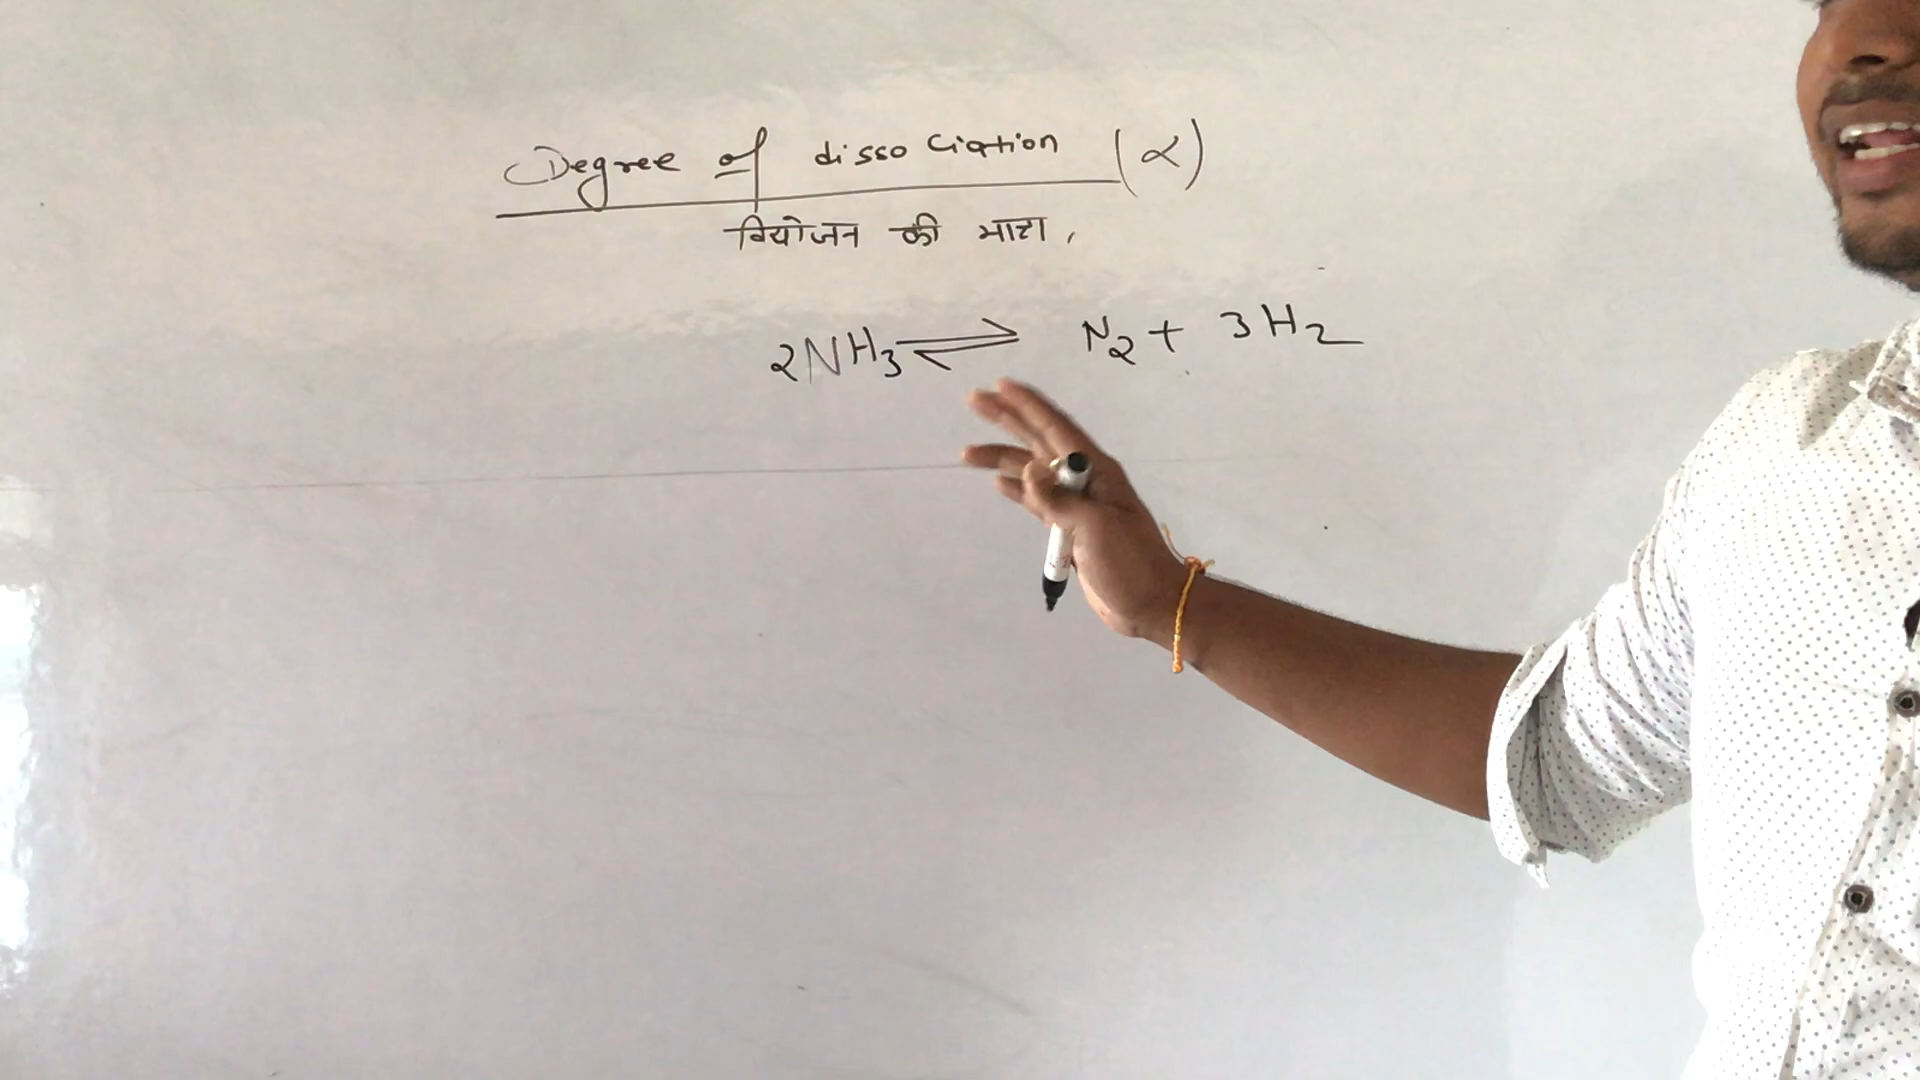 Degree of dissociation (α)
वियोजन की मात्रा,
2NH3 ⇌ N2 + 3H2